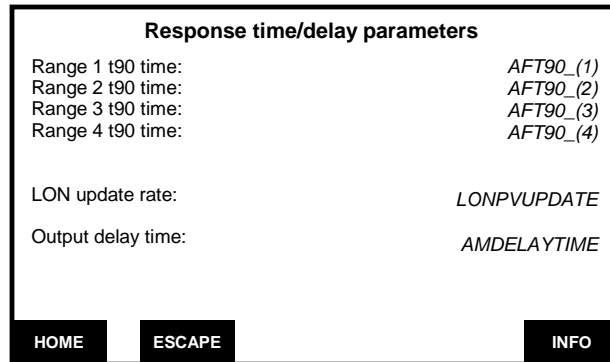 Response time/delay parameters
Range 1 t90 time: AFT90_(1)
Range 2 t90 time: AFT90_(2)
Range 3 t90 time: AFT90_(3)
Range 4 t90 time: AFT90_(4)
LON update rate: LONPVUPDATE
Output delay time: AMDELAYTIME
HOME ESCAPE INFO